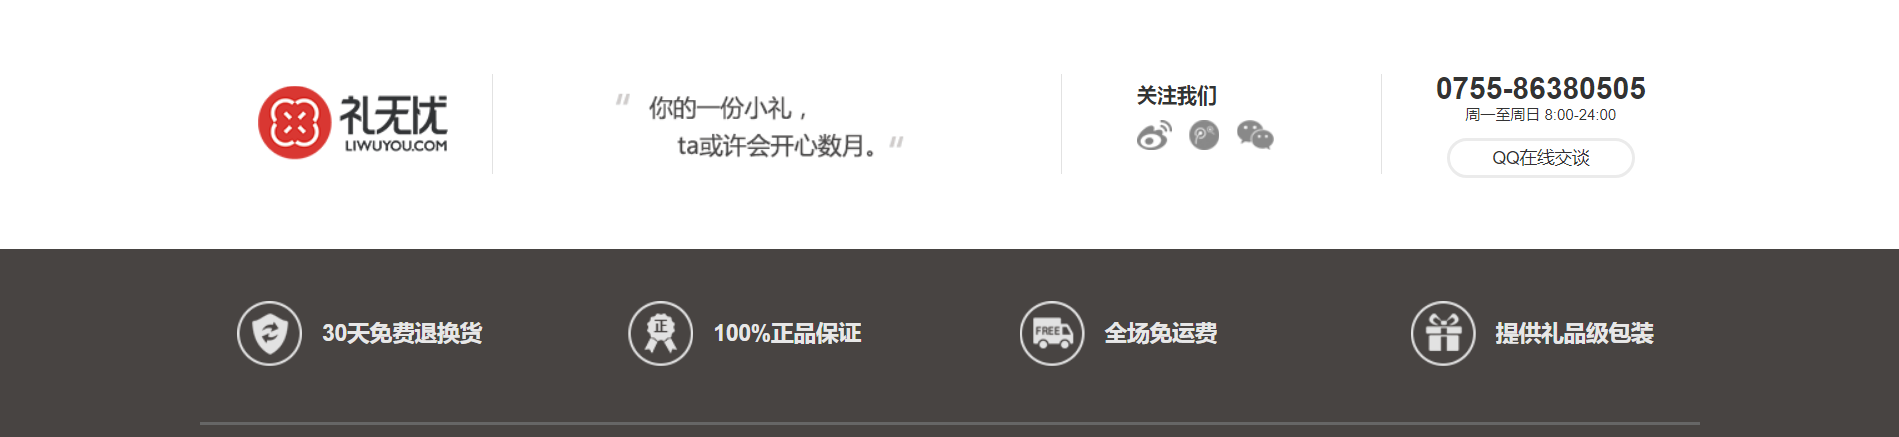 礼无忧
LIWUYOU.COM
"你的一份小礼，
ta或许会开心数月。"
关注我们
0755-86380505
周一至周日 8:00-24:00
QQ在线交谈
30天免费退换货
正
100%正品保证
FREE
全场免运费
提供礼品级包装